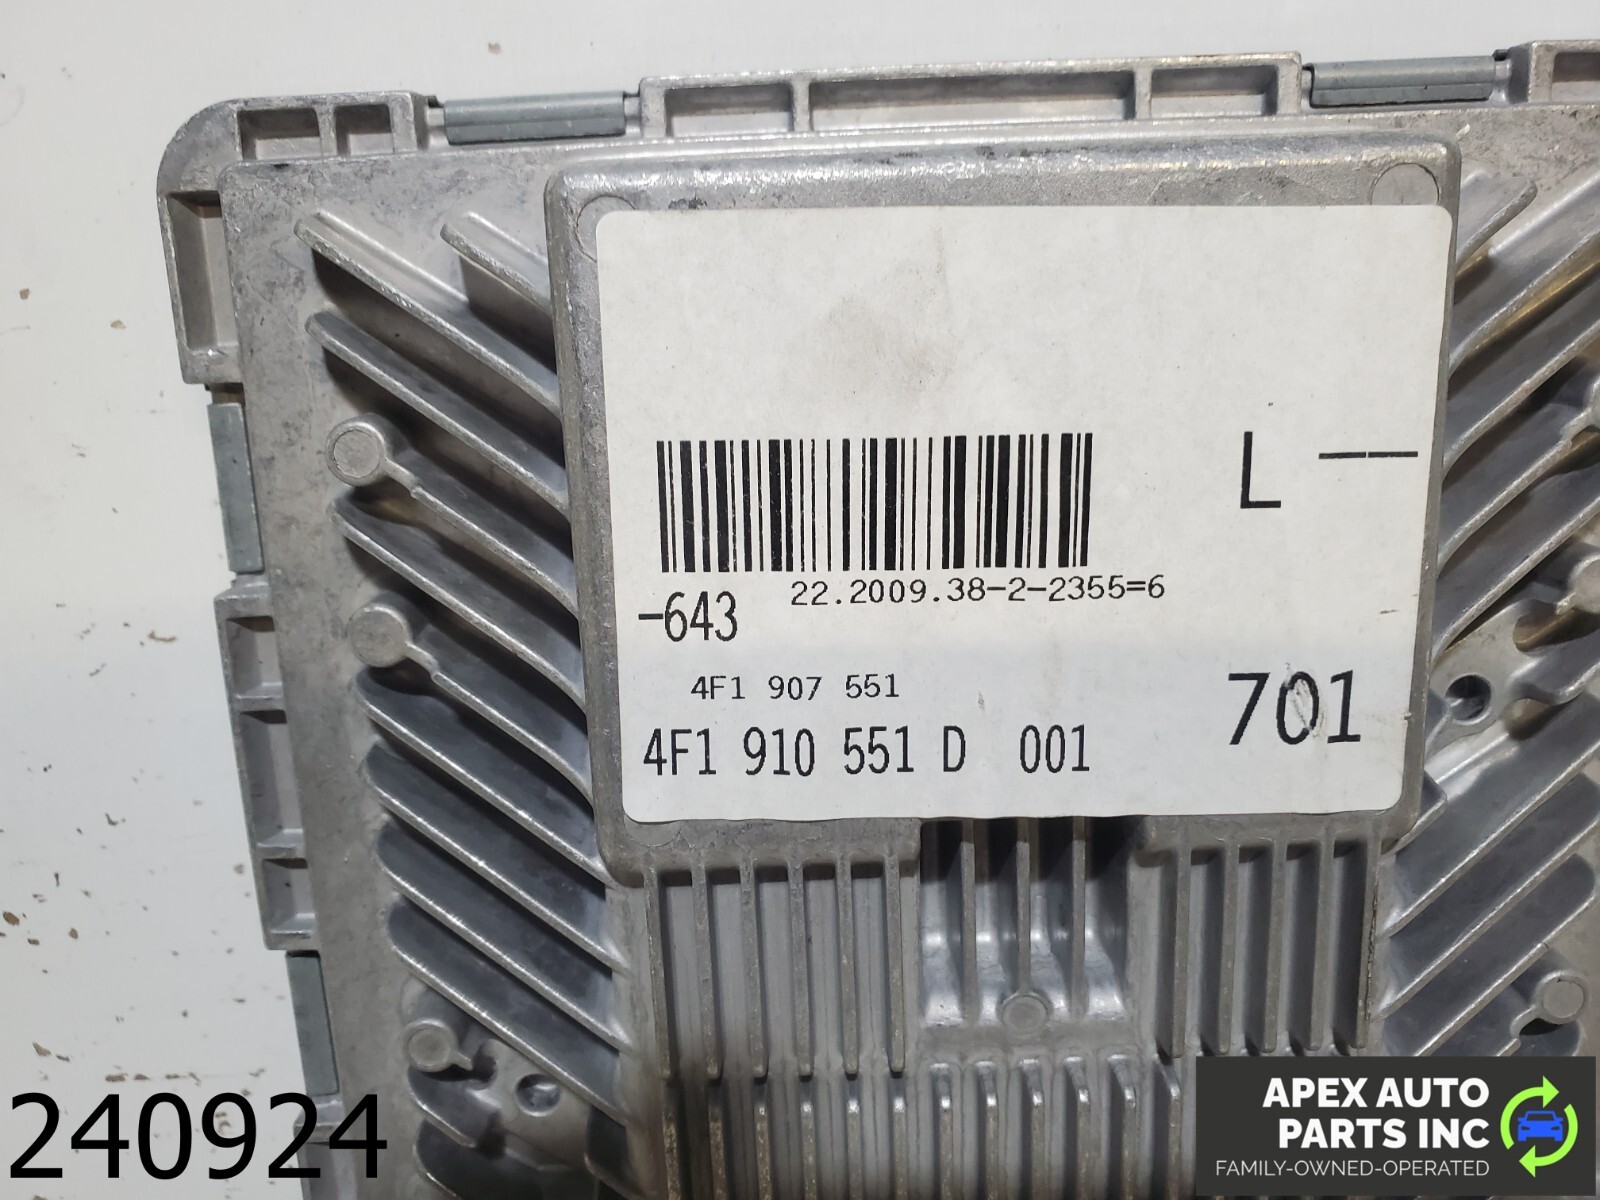 L --
22.2009.38-2-2355=6
-643
4F1 907 551
701
4F1 910 551 D 001
240924
APEX AUTO
PARTS INC
FAMILY-OWNED-OPERATED